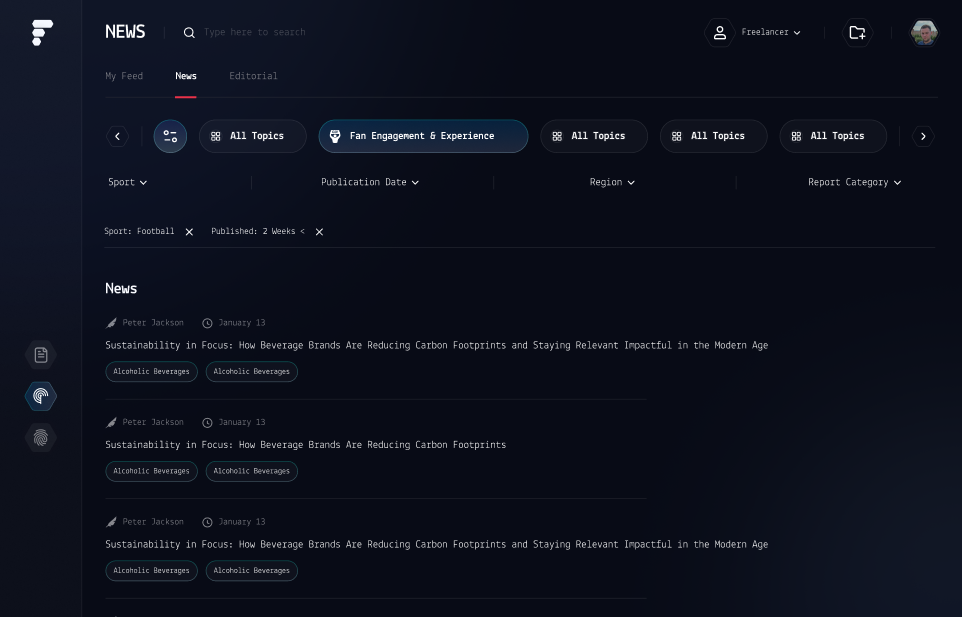 NEWS
Type here to search
Freelancer
My Feed News Editorial
All Topics Fan Engagement & Experience All Topics All Topics All Topics
Sport Publication Date Region Report Category
Sport: Football Published: 2 Weeks <
News
Peter Jackson January 13
Sustainability in Focus: How Beverage Brands Are Reducing Carbon Footprints and Staying Relevant Impactful in the Modern Age
Alcoholic Beverages Alcoholic Beverages
Peter Jackson January 13
Sustainability in Focus: How Beverage Brands Are Reducing Carbon Footprints
Alcoholic Beverages Alcoholic Beverages
Peter Jackson January 13
Sustainability in Focus: How Beverage Brands Are Reducing Carbon Footprints and Staying Relevant Impactful in the Modern Age
Alcoholic Beverages Alcoholic Beverages